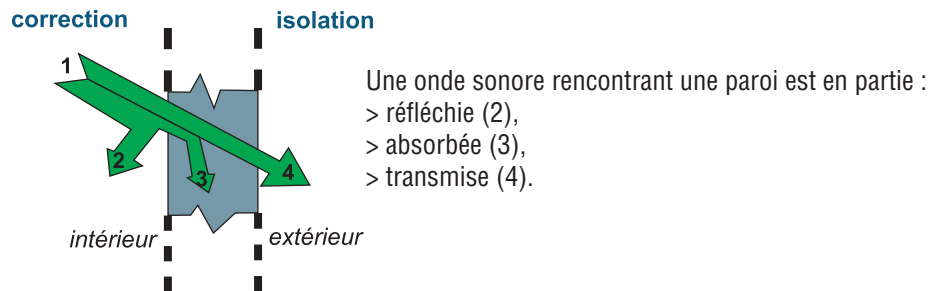 correction
isolation
1
2
3
4
intérieur
extérieur
Une onde sonore rencontrant une paroi est en partie :
> réfléchie (2),
> absorbée (3),
> transmise (4).